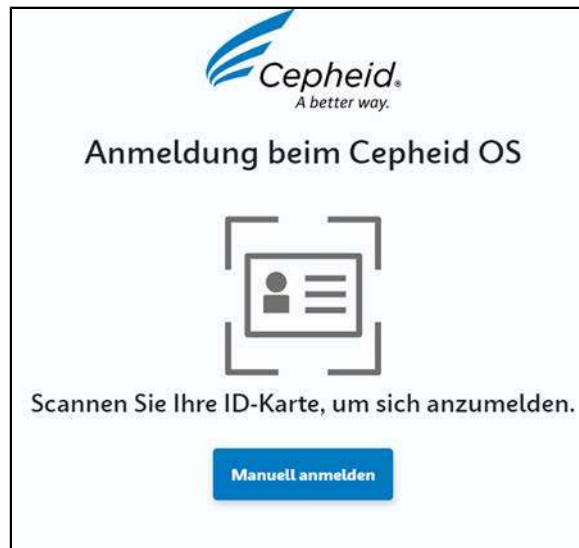 Cepheid®
A better way.
Anmeldung beim Cepheid OS
Scannen Sie Ihre ID-Karte, um sich anzumelden.
Manuell anmelden